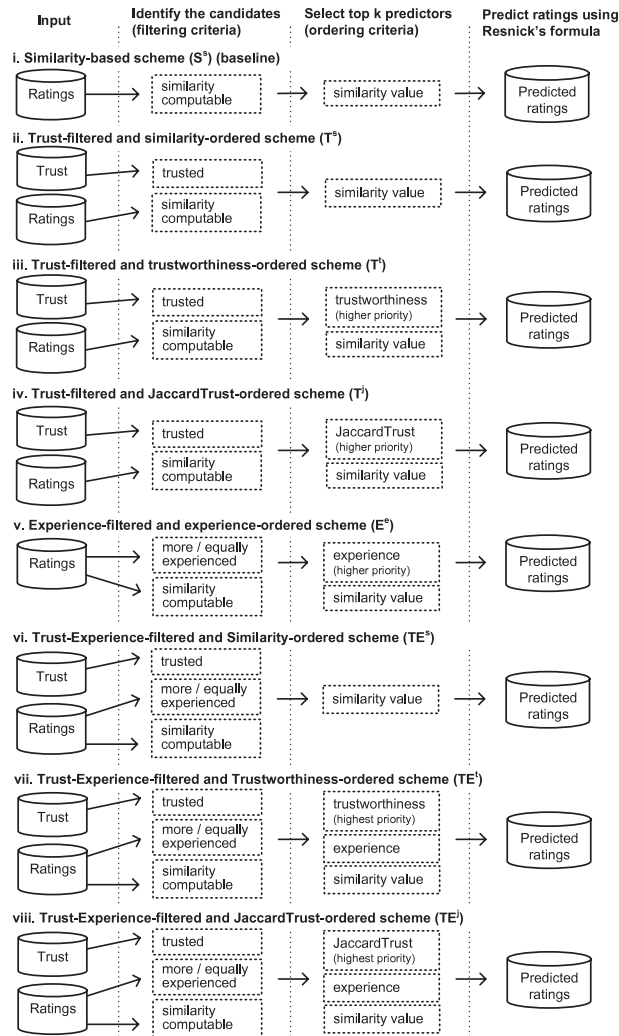 Input
Identify the candidates
(filtering criteria)
Select top k predictors
(ordering criteria)
Predict ratings using
Resnick's formula
i. Similarity-based scheme (Sˢ) (baseline)
Ratings
similarity
computable
similarity value
Predicted
ratings
ii. Trust-filtered and similarity-ordered scheme (Tˢ)
Trust
Ratings
trusted
similarity
computable
similarity value
Predicted
ratings
iii. Trust-filtered and trustworthiness-ordered scheme (Tᵗ)
Trust
Ratings
trusted
similarity
computable
trustworthiness
(higher priority)
similarity value
Predicted
ratings
iv. Trust-filtered and JaccardTrust-ordered scheme (Tʲ)
Trust
Ratings
trusted
similarity
computable
JaccardTrust
(higher priority)
similarity value
Predicted
ratings
v. Experience-filtered and experience-ordered scheme (Eᵉ)
Ratings
more / equally
experienced
similarity
computable
experience
(higher priority)
similarity value
Predicted
ratings
vi. Trust-Experience-filtered and Similarity-ordered scheme (TEˢ)
Trust
Ratings
trusted
more / equally
experienced
similarity
computable
similarity value
Predicted
ratings
vii. Trust-Experience-filtered and Trustworthiness-ordered scheme (TEᵗ)
Trust
Ratings
trusted
more / equally
experienced
similarity
computable
trustworthiness
(highest priority)
experience
similarity value
Predicted
ratings
viii. Trust-Experience-filtered and JaccardTrust-ordered scheme (TEʲ)
Trust
Ratings
trusted
more / equally
experienced
similarity
computable
JaccardTrust
(highest priority)
experience
similarity value
Predicted
ratings